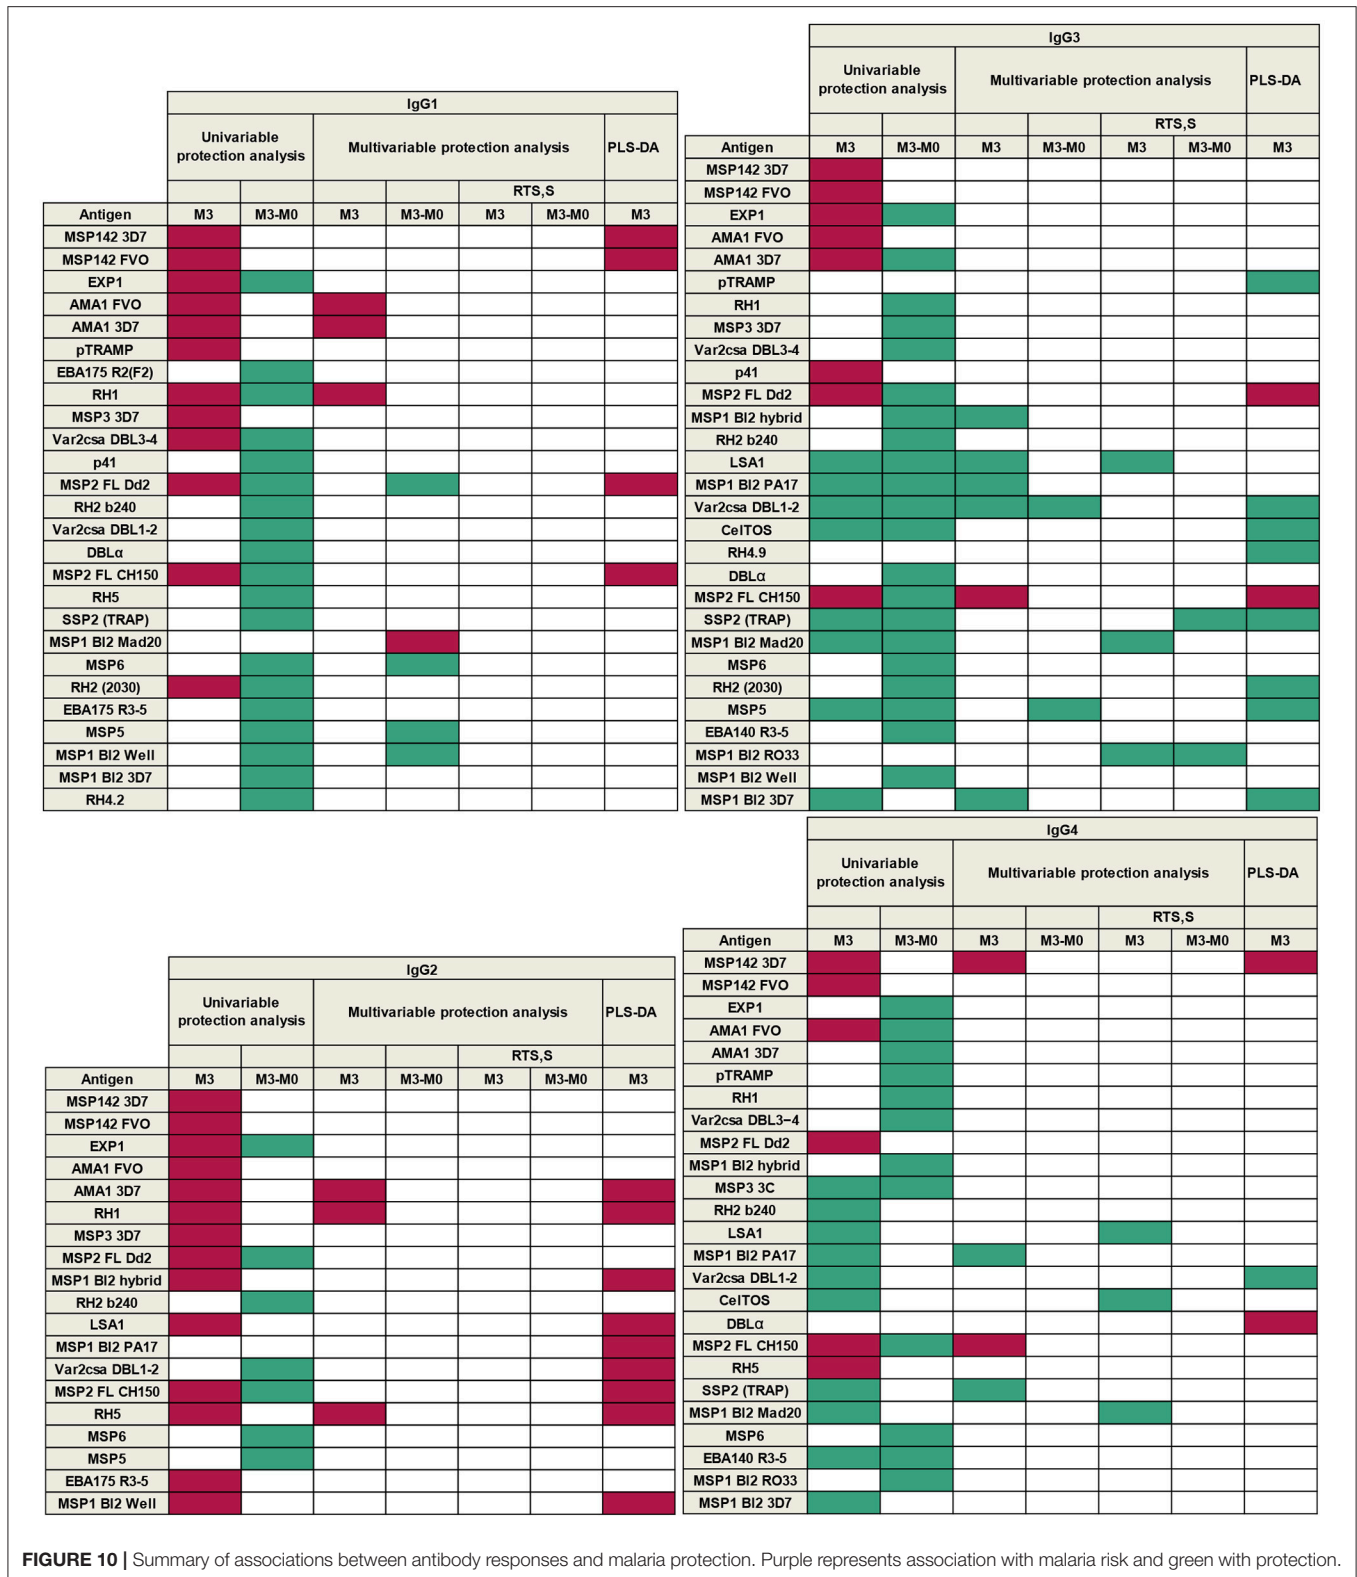 IgG1
Univariable
protection analysis
Multivariable protection analysis
PLS-DA
RTS,S
Antigen M3 M3-M0 M3 M3-M0 M3 M3-M0 M3
MSP142 3D7
MSP142 FVO
EXP1
AMA1 FVO
AMA1 3D7
pTRAMP
EBA175 R2(F2)
RH1
MSP3 3D7
Var2csa DBL3-4
p41
MSP2 FL Dd2
RH2 b240
Var2csa DBL1-2
DBLα
MSP2 FL CH150
RH5
SSP2 (TRAP)
MSP1 Bl2 Mad20
MSP6
RH2 (2030)
EBA175 R3-5
MSP5
MSP1 Bl2 Well
MSP1 Bl2 3D7
RH4.2
IgG3
Univariable
protection analysis
Multivariable protection analysis
PLS-DA
RTS,S
Antigen M3 M3-M0 M3 M3-M0 M3 M3-M0 M3
MSP142 3D7
MSP142 FVO
EXP1
AMA1 FVO
AMA1 3D7
pTRAMP
RH1
MSP3 3D7
Var2csa DBL3-4
p41
MSP2 FL Dd2
MSP1 Bl2 hybrid
RH2 b240
LSA1
MSP1 Bl2 PA17
Var2csa DBL1-2
CelTOS
RH4.9
DBLα
MSP2 FL CH150
SSP2 (TRAP)
MSP1 Bl2 Mad20
MSP6
RH2 (2030)
MSP5
EBA140 R3-5
MSP1 Bl2 RO33
MSP1 Bl2 Well
MSP1 Bl2 3D7
IgG2
Univariable
protection analysis
Multivariable protection analysis
PLS-DA
RTS,S
Antigen M3 M3-M0 M3 M3-M0 M3 M3-M0 M3
MSP142 3D7
MSP142 FVO
EXP1
AMA1 FVO
AMA1 3D7
RH1
MSP3 3D7
MSP2 FL Dd2
MSP1 Bl2 hybrid
RH2 b240
LSA1
MSP1 Bl2 PA17
Var2csa DBL1-2
MSP2 FL CH150
RH5
MSP6
MSP5
EBA175 R3-5
MSP1 Bl2 Well
IgG4
Univariable
protection analysis
Multivariable protection analysis
PLS-DA
RTS,S
Antigen M3 M3-M0 M3 M3-M0 M3 M3-M0 M3
MSP142 3D7
MSP142 FVO
EXP1
AMA1 FVO
AMA1 3D7
pTRAMP
RH1
Var2csa DBL3−4
MSP2 FL Dd2
MSP1 Bl2 hybrid
MSP3 3C
RH2 b240
LSA1
MSP1 Bl2 PA17
Var2csa DBL1-2
CelTOS
DBLα
MSP2 FL CH150
RH5
SSP2 (TRAP)
MSP1 Bl2 Mad20
MSP6
EBA140 R3-5
MSP1 Bl2 RO33
MSP1 Bl2 3D7
FIGURE 10 | Summary of associations between antibody responses and malaria protection. Purple represents association with malaria risk and green with protection.